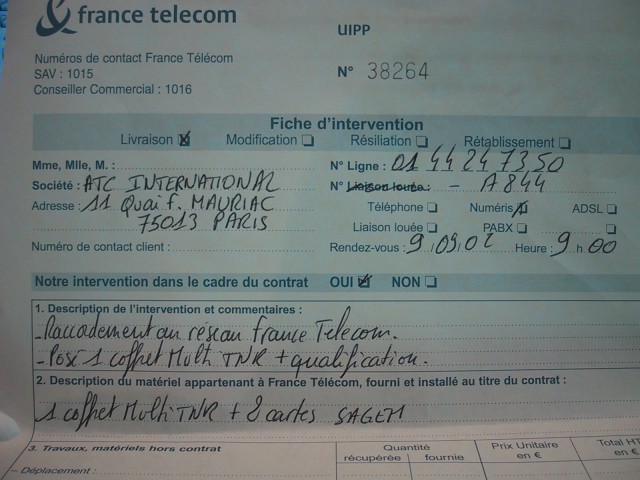 france telecom
UIPP
Numéros de contact France Télécom
SAV : 1015
Conseiller Commercial : 1016
N° 38264
Fiche d'intervention
Livraison Modification Résiliation Rétablissement
Mme, Mlle, M. :
N° Ligne : 01 44 24 73 50
Société : ATC INTERNATIONAL
N° Liaison louée : - A844
Adresse : 11 Quai F. MAURIAC
Téléphone Numéris ADSL
75013 PARIS
Liaison louée PABX
Numéro de contact client :
Rendez-vous : 9 / 09 / 02 Heure : 9 h 00
Notre intervention dans le cadre du contrat OUI NON
1. Description de l'intervention et commentaires :
- Raccordement au réseau France Telecom.
- Posé 1 coffret Multi TNR + qualification.
2. Description du matériel appartenant à France Télécom, fourni et installé au titre du contrat :
1 coffret Multi TNR + 2 cartes SAGEM
3. Travaux, matériels hors contrat
Quantité
récupérée fournie
Prix Unitaire
en €
Total HT
en €
- Déplacement :